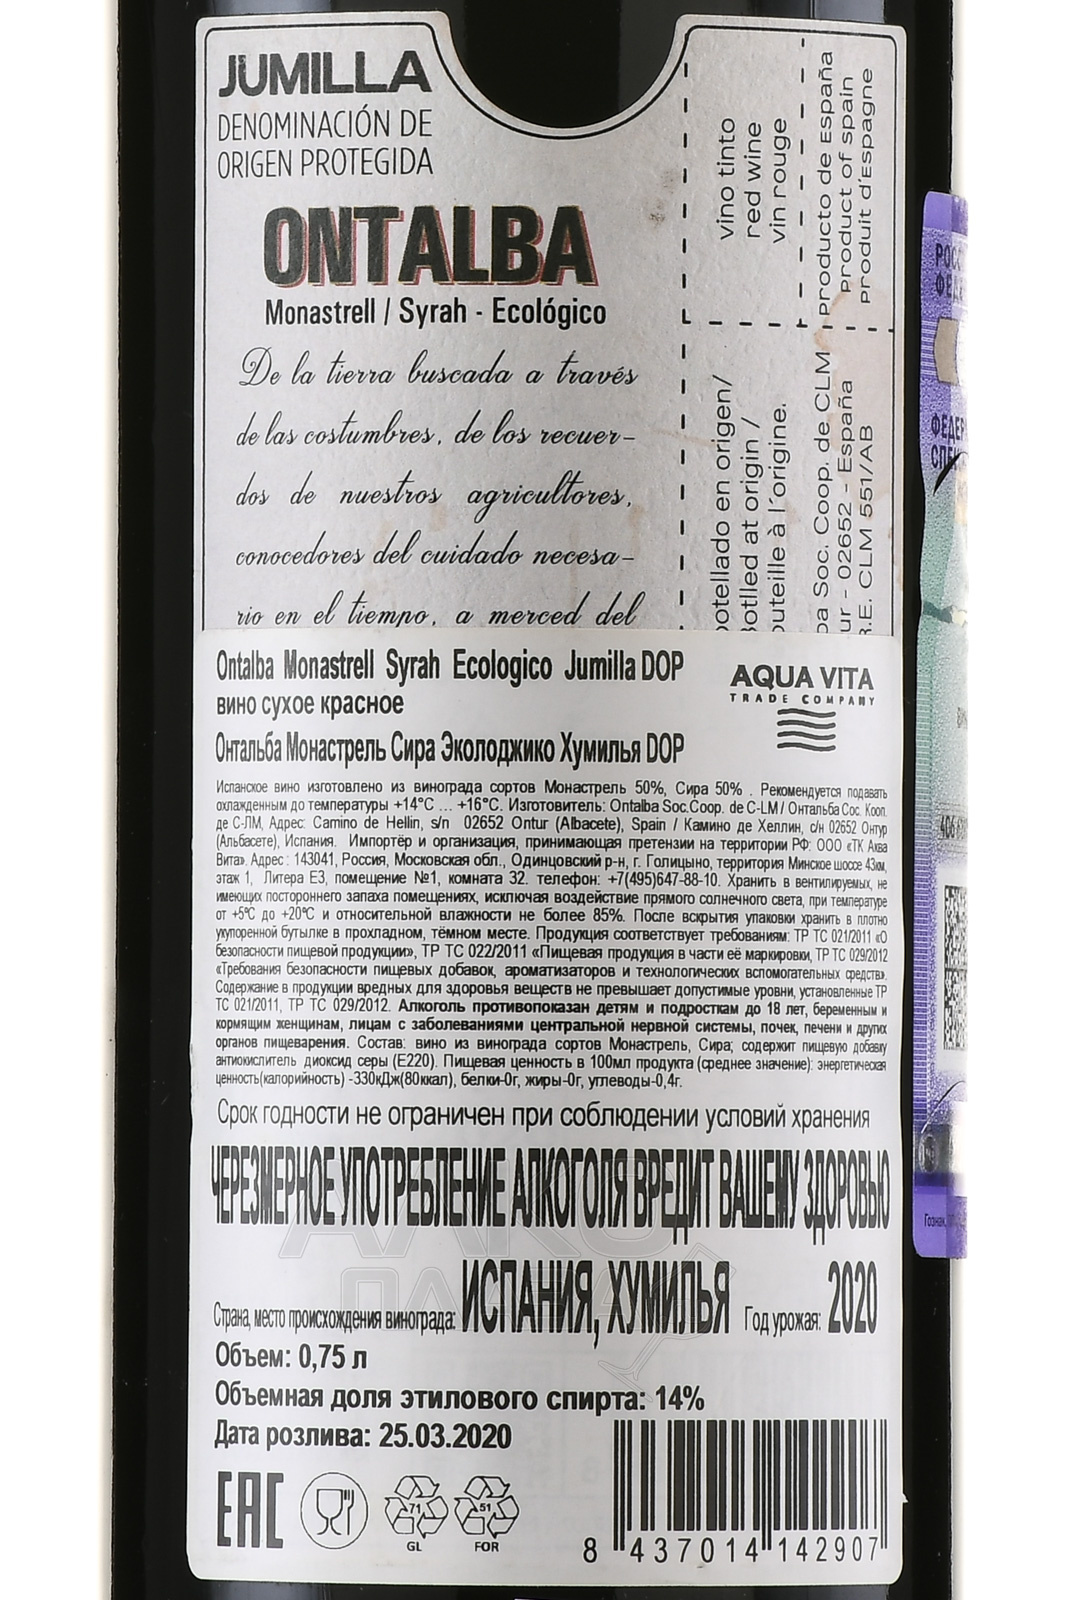 JUMILLA
DENOMINACIÓN DE
ORIGEN PROTEGIDA
ONTALBA
Monastrell / Syrah - Ecológico
De la tierra buscada a través
de las costumbres, de los recuer-
dos de nuestros agricultores,
conocedores del cuidado necesa-
rio en el tiempo, a merced del
vino tinto
red wine
vin rouge
Producto de España
product of spain
Produit d'Espagne
botellado en origen/
Botlled at origin /
outeille à l'origine.
ba Soc. Coop. de CLM
ur - 02652 - España
R.E. CLM 551/AB
Ontalba Monastrell Syrah Ecologico Jumilla DOP
вино сухое красное
Онтальба Монастрель Сира Эколоджико Хумилья DOP
AQUA VITA
TRADE COMPANY
Испанское вино изготовлено из винограда сортов Монастрель 50%, Сира 50% . Рекомендуется подавать
охлажденным до температуры +14°C ... +16°C. Изготовитель: Ontalba Soc.Coop. de C-LM / Онтальба Сос. Кооп.
де С-ЛМ, Адрес: Camino de Hellin, s/n 02652 Ontur (Albacete), Spain / Камино де Хеллин, с/н 02652 Онтур
(Альбасете), Испания. Импортёр и организация, принимающая претензии на территории РФ: ООО «ТК Аква
Вита». Адрес: 143041, Россия, Московская обл., Одинцовский р-н, г. Голицыно, территория Минское шоссе 43км,
этаж 1, Литера Е3, помещение №1, комната 32. телефон: +7(495)647-88-10. Хранить в вентилируемых, не
имеющих постороннего запаха помещениях, исключая воздействие прямого солнечного света, при температуре
от +5°C до +20°C и относительной влажности не более 85%. После вскрытия упаковки хранить в плотно
укупоренной бутылке в прохладном, тёмном месте. Продукция соответствует требованиям: ТР ТС 021/2011 «О
безопасности пищевой продукции», ТР ТС 022/2011 «Пищевая продукция в части её маркировки, ТР ТС 029/2012
«Требования безопасности пищевых добавок, ароматизаторов и технологических вспомогательных средств».
Содержание в продукции вредных для здоровья веществ не превышает допустимые уровни, установленные ТР
ТС 021/2011, ТР ТС 029/2012. Алкоголь противопоказан детям и подросткам до 18 лет, беременным и
кормящим женщинам, лицам с заболеваниями центральной нервной системы, почек, печени и других
органов пищеварения. Состав: вино из винограда сортов Монастрель, Сира; содержит пищевую добавку
антиокислитель диоксид серы (Е220). Пищевая ценность в 100мл продукта (среднее значение): энергетическая
ценность(калорийность) -330кДж(80ккал), белки-0г, жиры-0г, углеводы-0,4г.
Срок годности не ограничен при соблюдении условий хранения
ЧЕРЕЗМЕРНОЕ УПОТРЕБЛЕНИЕ АЛКОГОЛЯ ВРЕДИТ ВАШЕМУ ЗДОРОВЬЮ
Страна, место происхождения винограда: ИСПАНИЯ, ХУМИЛЬЯ Год урожая: 2020
Объем: 0,75 л
Объемная доля этилового спирта: 14%
Дата розлива: 25.03.2020
EAC
71
GL
51
FOR
8 437014 142907